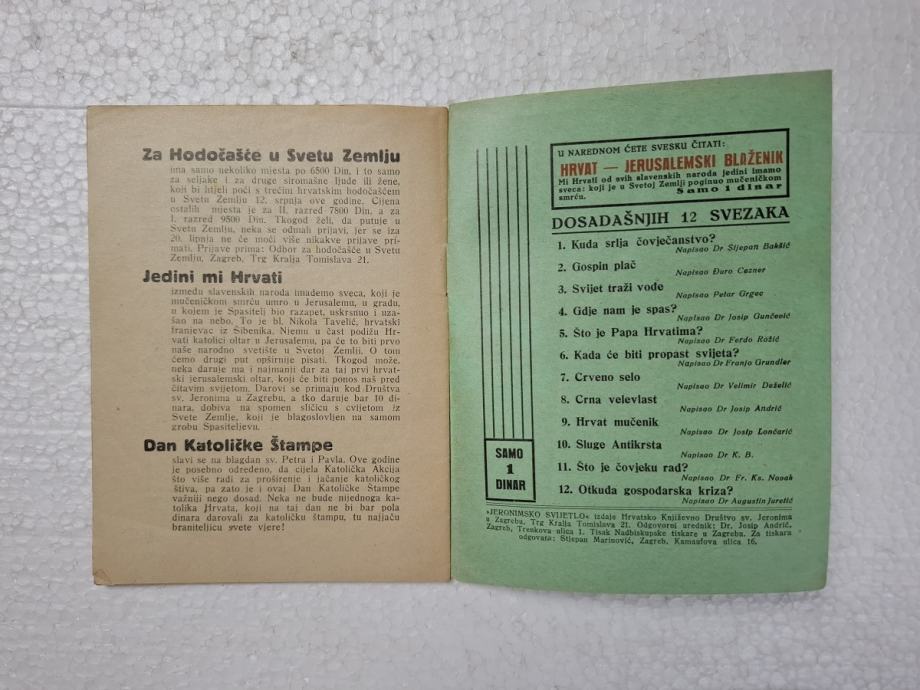 Za Hodočašće u Svetu Zemlju
ima samo nekoliko mjesta po 6500 Din, i to samo
za seljake i za druge siromašne ljude ili žene,
koji bi htjeli poći s trećim hrvatskim hodočašćem
u Svetu Zemlju 12. srpnja ove godine. Cijena
ostalih mjesta je za II. razred 7800 Din, a za
I. razred 9500 Din. Tkogod želi, da putuje u
Svetu Zemlju, neka se odmah prijavi, jer se iza
20. lipnja ne će moći više nikakve prijave pri-
mati. Prijave prima: Odbor za hodočašće u Svetu
Zemlju, Zagreb, Trg Kralja Tomislava 21.
Jedini mi Hrvati
između slavenskih naroda imademo sveca, koji je
mučeničkom smrću umro u Jerusalemu, u gradu,
u kojem je Spasitelj bio razapet, uskrsnuo i uza-
šao na nebo. To je bl. Nikola Tavelić, hrvatski
franjevac iz Šibenika. Njemu u čast podižu Hr-
vati katolici oltar u Jerusalemu, pa će to biti prvo
naše narodno svetište u Svetoj Zemlji. O tom
ćemo drugi put opširnije pisati. Tkogod može,
neka daruje ma i najmanji dar za taj prvi hrvat-
ski jerusalemski oltar, koji će biti ponos naš pred
čitavim svijetom. Darovi se primaju kod Društva
sv. Jeronima u Zagrebu, a tko daruje bar 10 di-
nara, dobiva na spomen sličicu s cvijetom iz
Svete Zemlje, koji je blagoslovljen na samom
grobu Spasiteljevu.
Dan Katoličke Štampe
slavi se na blagdan sv. Petra i Pavla. Ove godine
je posebno određeno, da cijela Katolička Akcija
što više radi za proširenje i jačanje katoličkog
štiva, pa zato je i ovaj Dan Katoličke Štampe
važniji nego dosad. Neka ne bude nijednoga ka-
tolika Hrvata, koji na taj dan ne bi bar pola
dinara darovali za katoličku štampu, tu najjaču
braniteljicu svete vjere!
U NAREDNOM ĆETE SVESKU ČITATI:
HRVAT — JERUSALEMSKI BLAŽENIK
Mi Hrvati od svih slavenskih naroda jedini imamo
sveca: koji je u Svetoj Zemlji poginuo mučeničkom
smrću. Samo 1 dinar
DOSADAŠNJIH 12 SVEZAKA
1. Kuda srlja čovječanstvo?
Napisao Dr Stjepan Bakšić
2. Gospin plač
Napisao Đuro Cezner
3. Svijet traži vođe
Napisao Petar Grgec
4. Gdje nam je spas?
Napisao Dr Josip Gunčević
5. Što je Papa Hrvatima?
Napisao Dr Ferdo Rožić
6. Kada će biti propast svijeta?
Napisao Dr Franjo Grundler
7. Crveno selo
Napisao Dr Velimir Deželić
8. Crna velevlast
Napisao Dr Josip Andrić
9. Hrvat mučenik
Napisao Dr Josip Lončarić
10. Sluge Antikrsta
Napisao Dr K. B.
11. Što je čovjeku rad?
Napisao Dr Fr. Ks. Novak
12. Otkuda gospodarska kriza?
Napisao Dr Augustin Juretić
SAMO
1
DINAR
»JERONIMSKO SVIJETLO« izdaje Hrvatsko Književno Društvo sv. Jeronima
u Zagrebu, Trg Kralja Tomislava 21. Odgovorni urednik: Dr. Josip Andrić,
Zagreb, Trenkova ulica 1. Tisak Nadbiskupske tiskare u Zagrebu. Za tiskaru
odgovara: Stjepan Marinović, Zagreb, Kamaufova ulica 16.